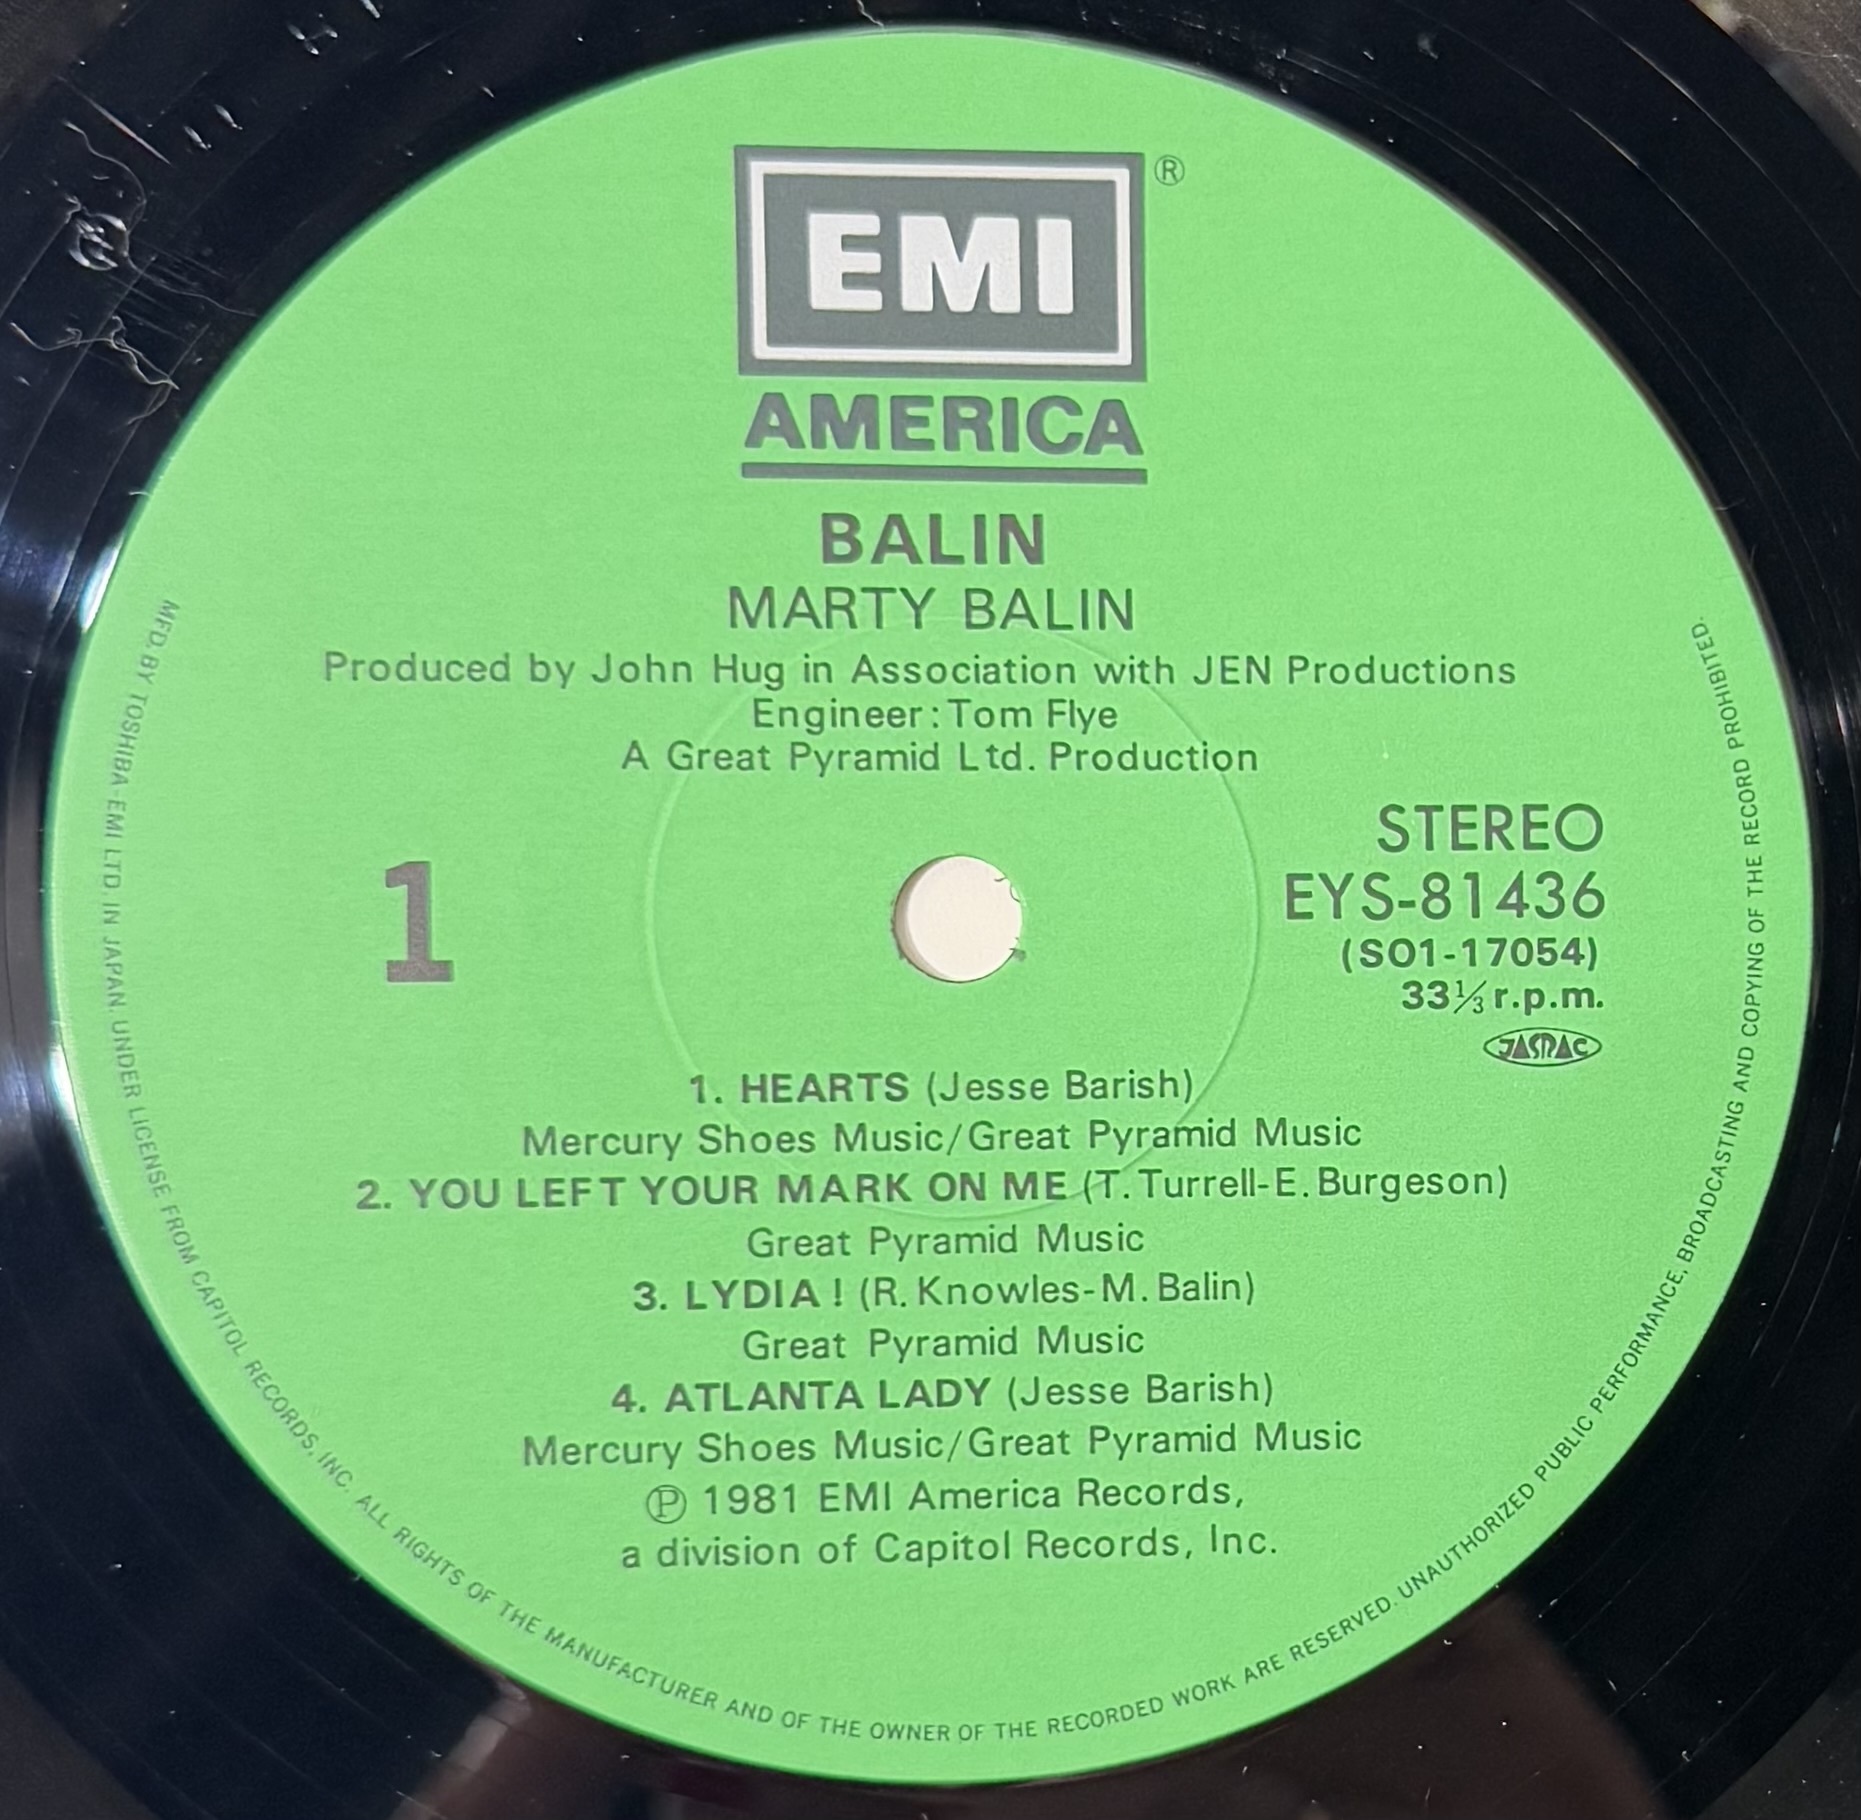 EMI ®
AMERICA
BALIN
MARTY BALIN
Produced by John Hug in Association with JEN Productions
Engineer: Tom Flye
A Great Pyramid Ltd. Production
1
STEREO
EYS-81436
(SO1-17054)
33⅓ r.p.m.
JASRAC
1. HEARTS (Jesse Barish)
Mercury Shoes Music/Great Pyramid Music
2. YOU LEFT YOUR MARK ON ME (T. Turrell-E. Burgeson)
Great Pyramid Music
3. LYDIA! (R. Knowles-M. Balin)
Great Pyramid Music
4. ATLANTA LADY (Jesse Barish)
Mercury Shoes Music/Great Pyramid Music
℗ 1981 EMI America Records,
a division of Capitol Records, Inc.
MFD. BY TOSHIBA-EMI LTD. IN JAPAN. UNDER LICENSE FROM CAPITOL RECORDS, INC. ALL RIGHTS OF THE MANUFACTURER AND OF THE OWNER OF THE RECORDED WORK ARE RESERVED. UNAUTHORIZED PUBLIC PERFORMANCE, BROADCASTING AND COPYING OF THE RECORD PROHIBITED.